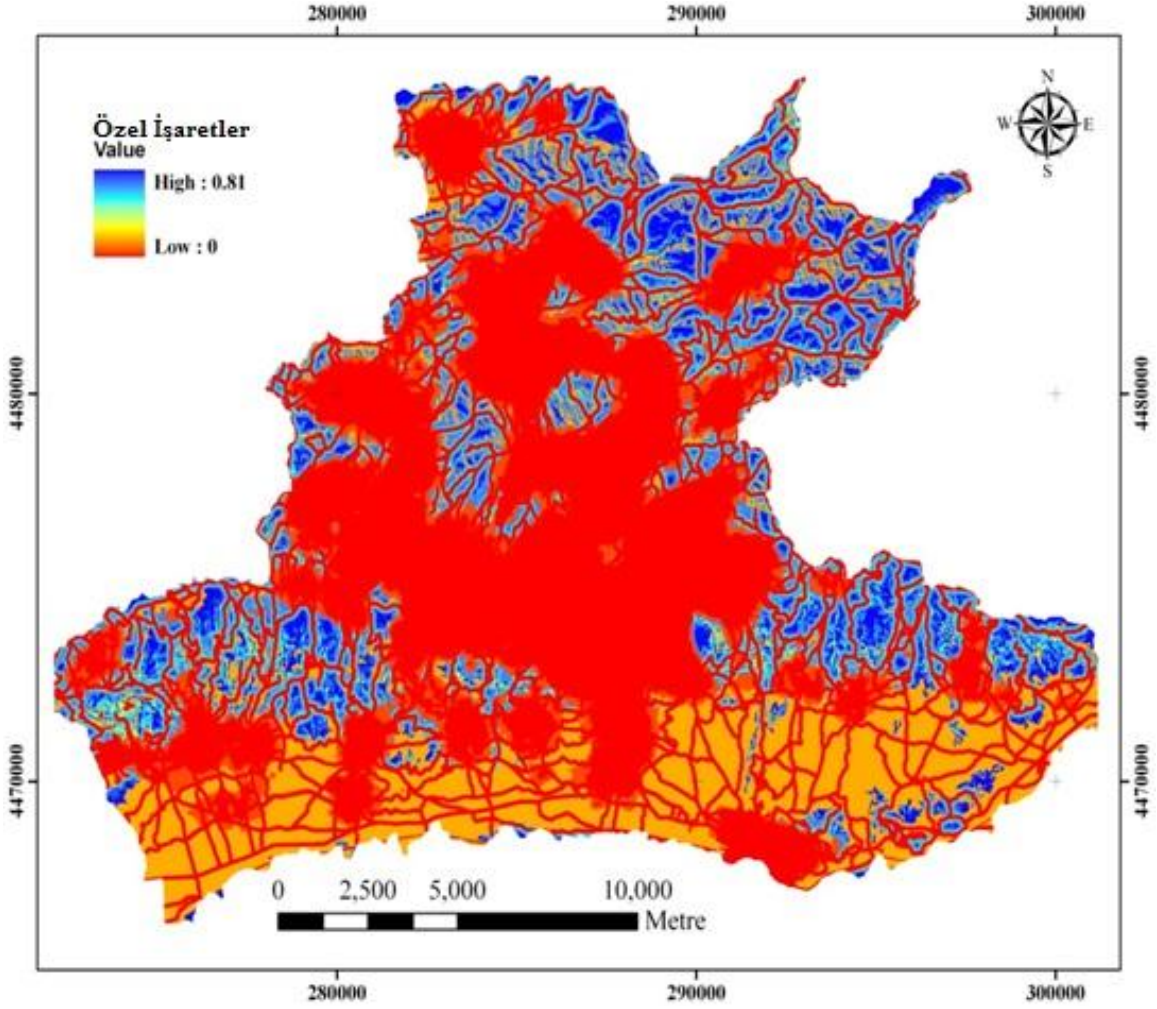 280000 290000 300000
N
W E
S
Özel İşaretler
Value
High : 0.81
Low : 0
4480000 4480000
4470000 4470000
0 2,500 5,000 10,000
Metre
280000 290000 300000